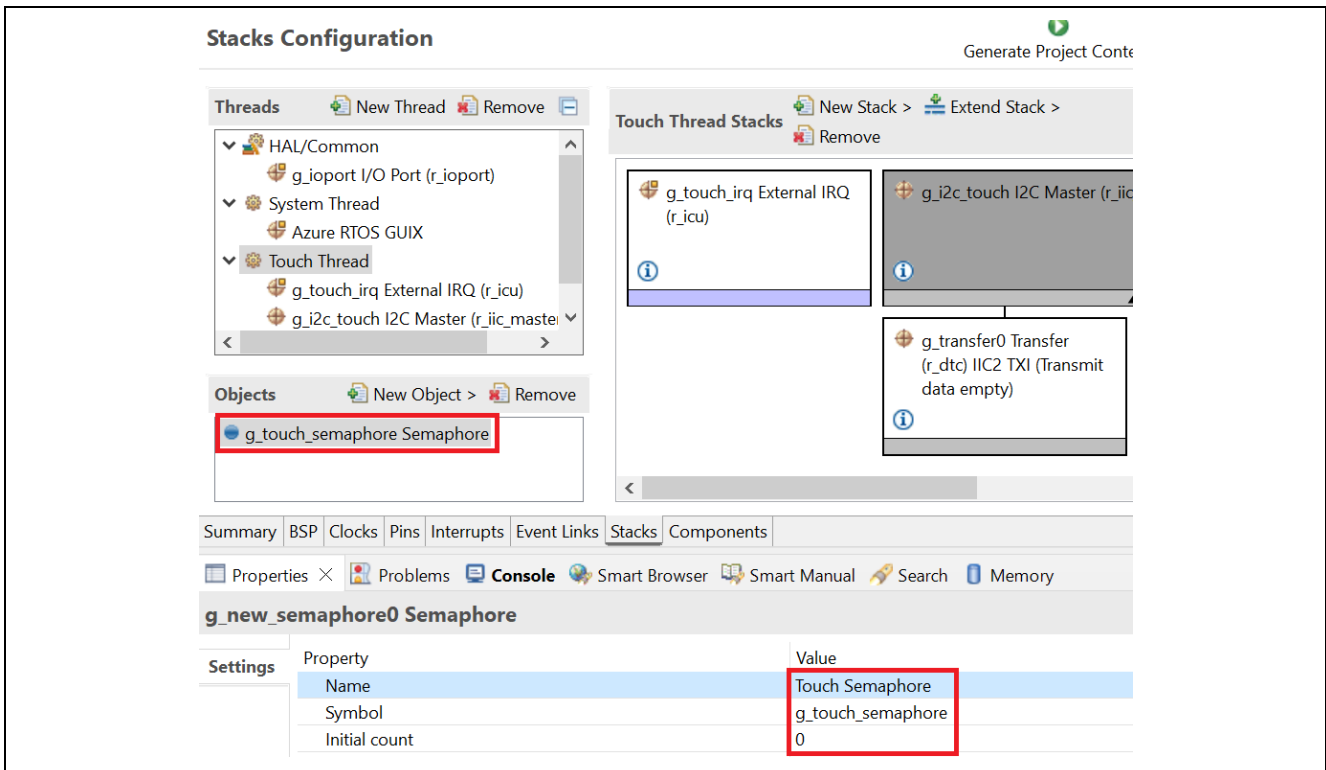 Stacks Configuration
Generate Project Conte
Threads New Thread Remove
HAL/Common
g_ioport I/O Port (r_ioport)
System Thread
Azure RTOS GUIX
Touch Thread
g_touch_irq External IRQ (r_icu)
g_i2c_touch I2C Master (r_iic_master
Objects New Object > Remove
g_touch_semaphore Semaphore
Touch Thread Stacks New Stack > Extend Stack >
Remove
g_touch_irq External IRQ
(r_icu)
g_i2c_touch I2C Master (r_iic
g_transfer0 Transfer
(r_dtc) IIC2 TXI (Transmit
data empty)
Summary BSP Clocks Pins Interrupts Event Links Stacks Components
Properties Problems Console Smart Browser Smart Manual Search Memory
g_new_semaphore0 Semaphore
Settings
Property Value
Name Touch Semaphore
Symbol g_touch_semaphore
Initial count 0